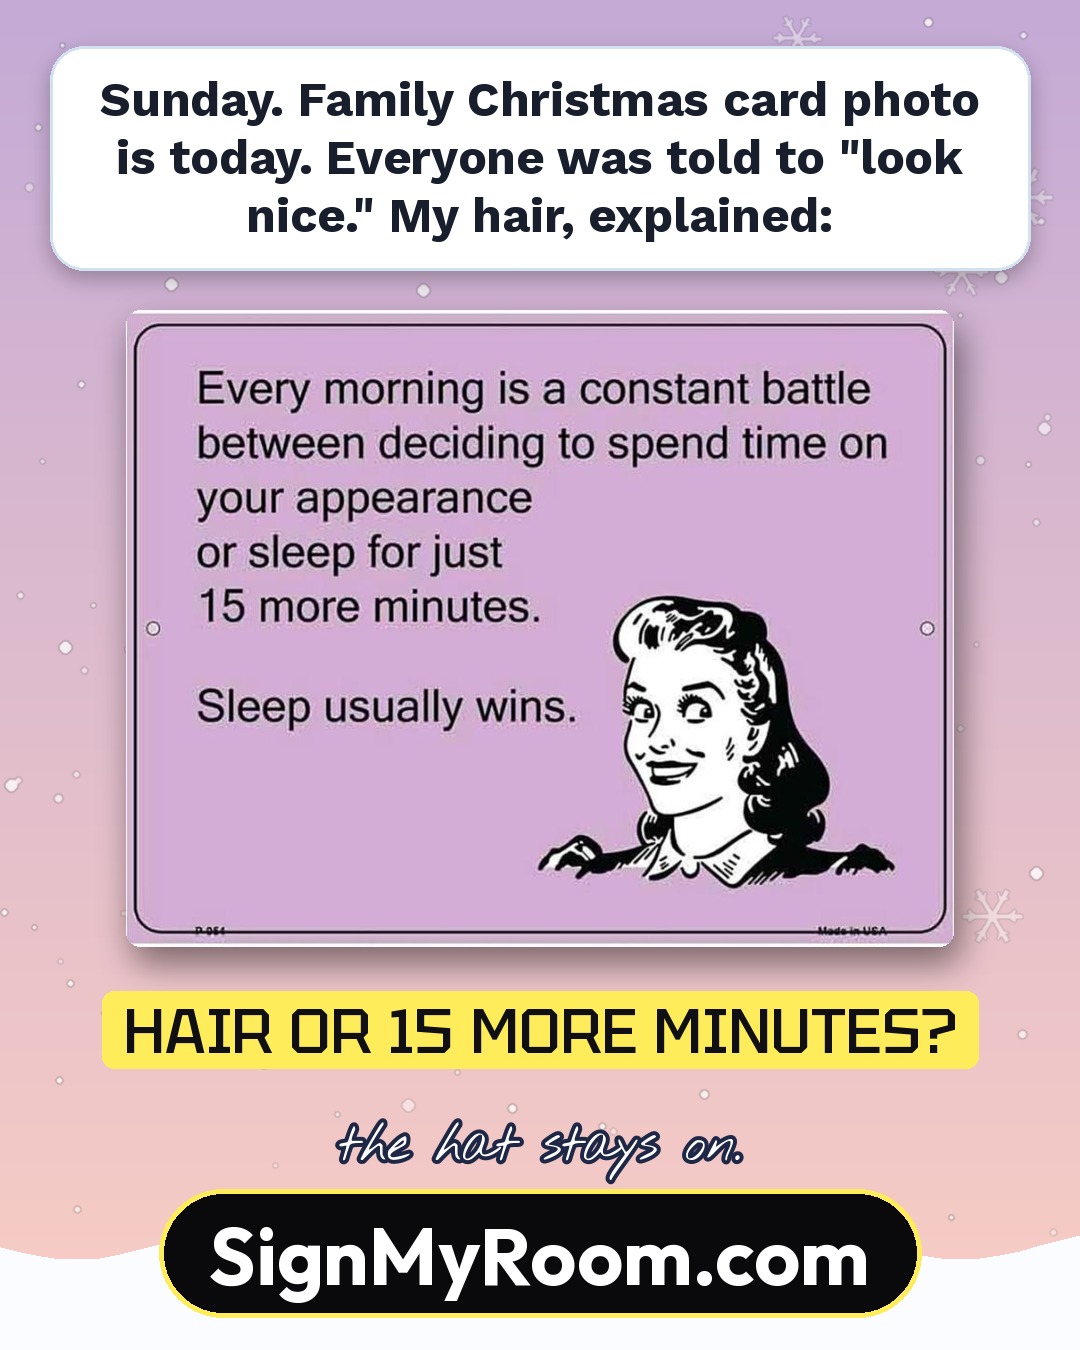 Sunday. Family Christmas card photo
is today. Everyone was told to "look
nice." My hair, explained:
Every morning is a constant battle
between deciding to spend time on
your appearance
or sleep for just
15 more minutes.
Sleep usually wins.
P-951
Made in USA
HAIR OR 15 MORE MINUTES?
the hat stays on.
SignMyRoom.com